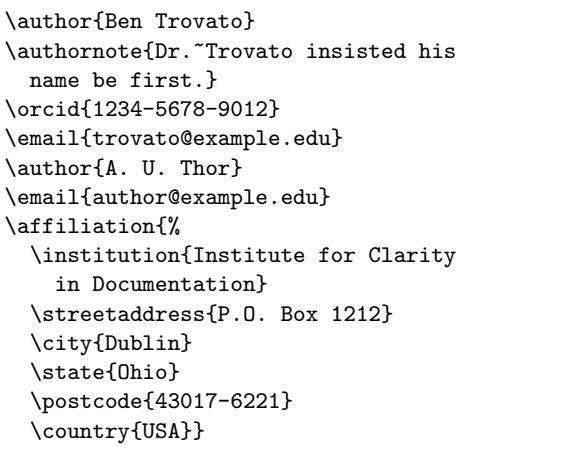 \author{Ben Trovato}
\authornote{Dr.~Trovato insisted his
  name be first.}
\orcid{1234-5678-9012}
\email{trovato@example.edu}
\author{A. U. Thor}
\email{author@example.edu}
\affiliation{%
  \institution{Institute for Clarity
    in Documentation}
  \streetaddress{P.O. Box 1212}
  \city{Dublin}
  \state{Ohio}
  \postcode{43017-6221}
  \country{USA}}